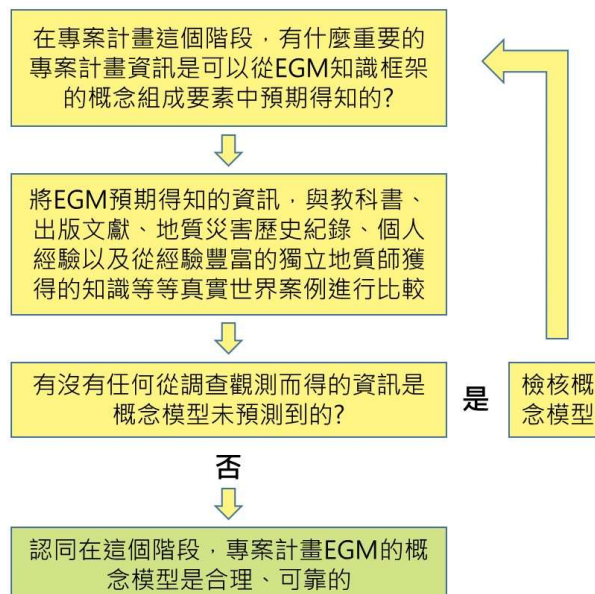 在專案計畫這個階段，有什麼重要的
專案計畫資訊是可以從EGM知識框架
的概念組成要素中預期得知的?
將EGM預期得知的資訊，與教科書、
出版文獻、地質災害歷史紀錄、個人
經驗以及從經驗豐富的獨立地質師獲
得的知識等等真實世界案例進行比較
有沒有任何從調查觀測而得的資訊是
概念模型未預測到的?
是
檢核概
念模型
否
認同在這個階段，專案計畫EGM的概
念模型是合理、可靠的